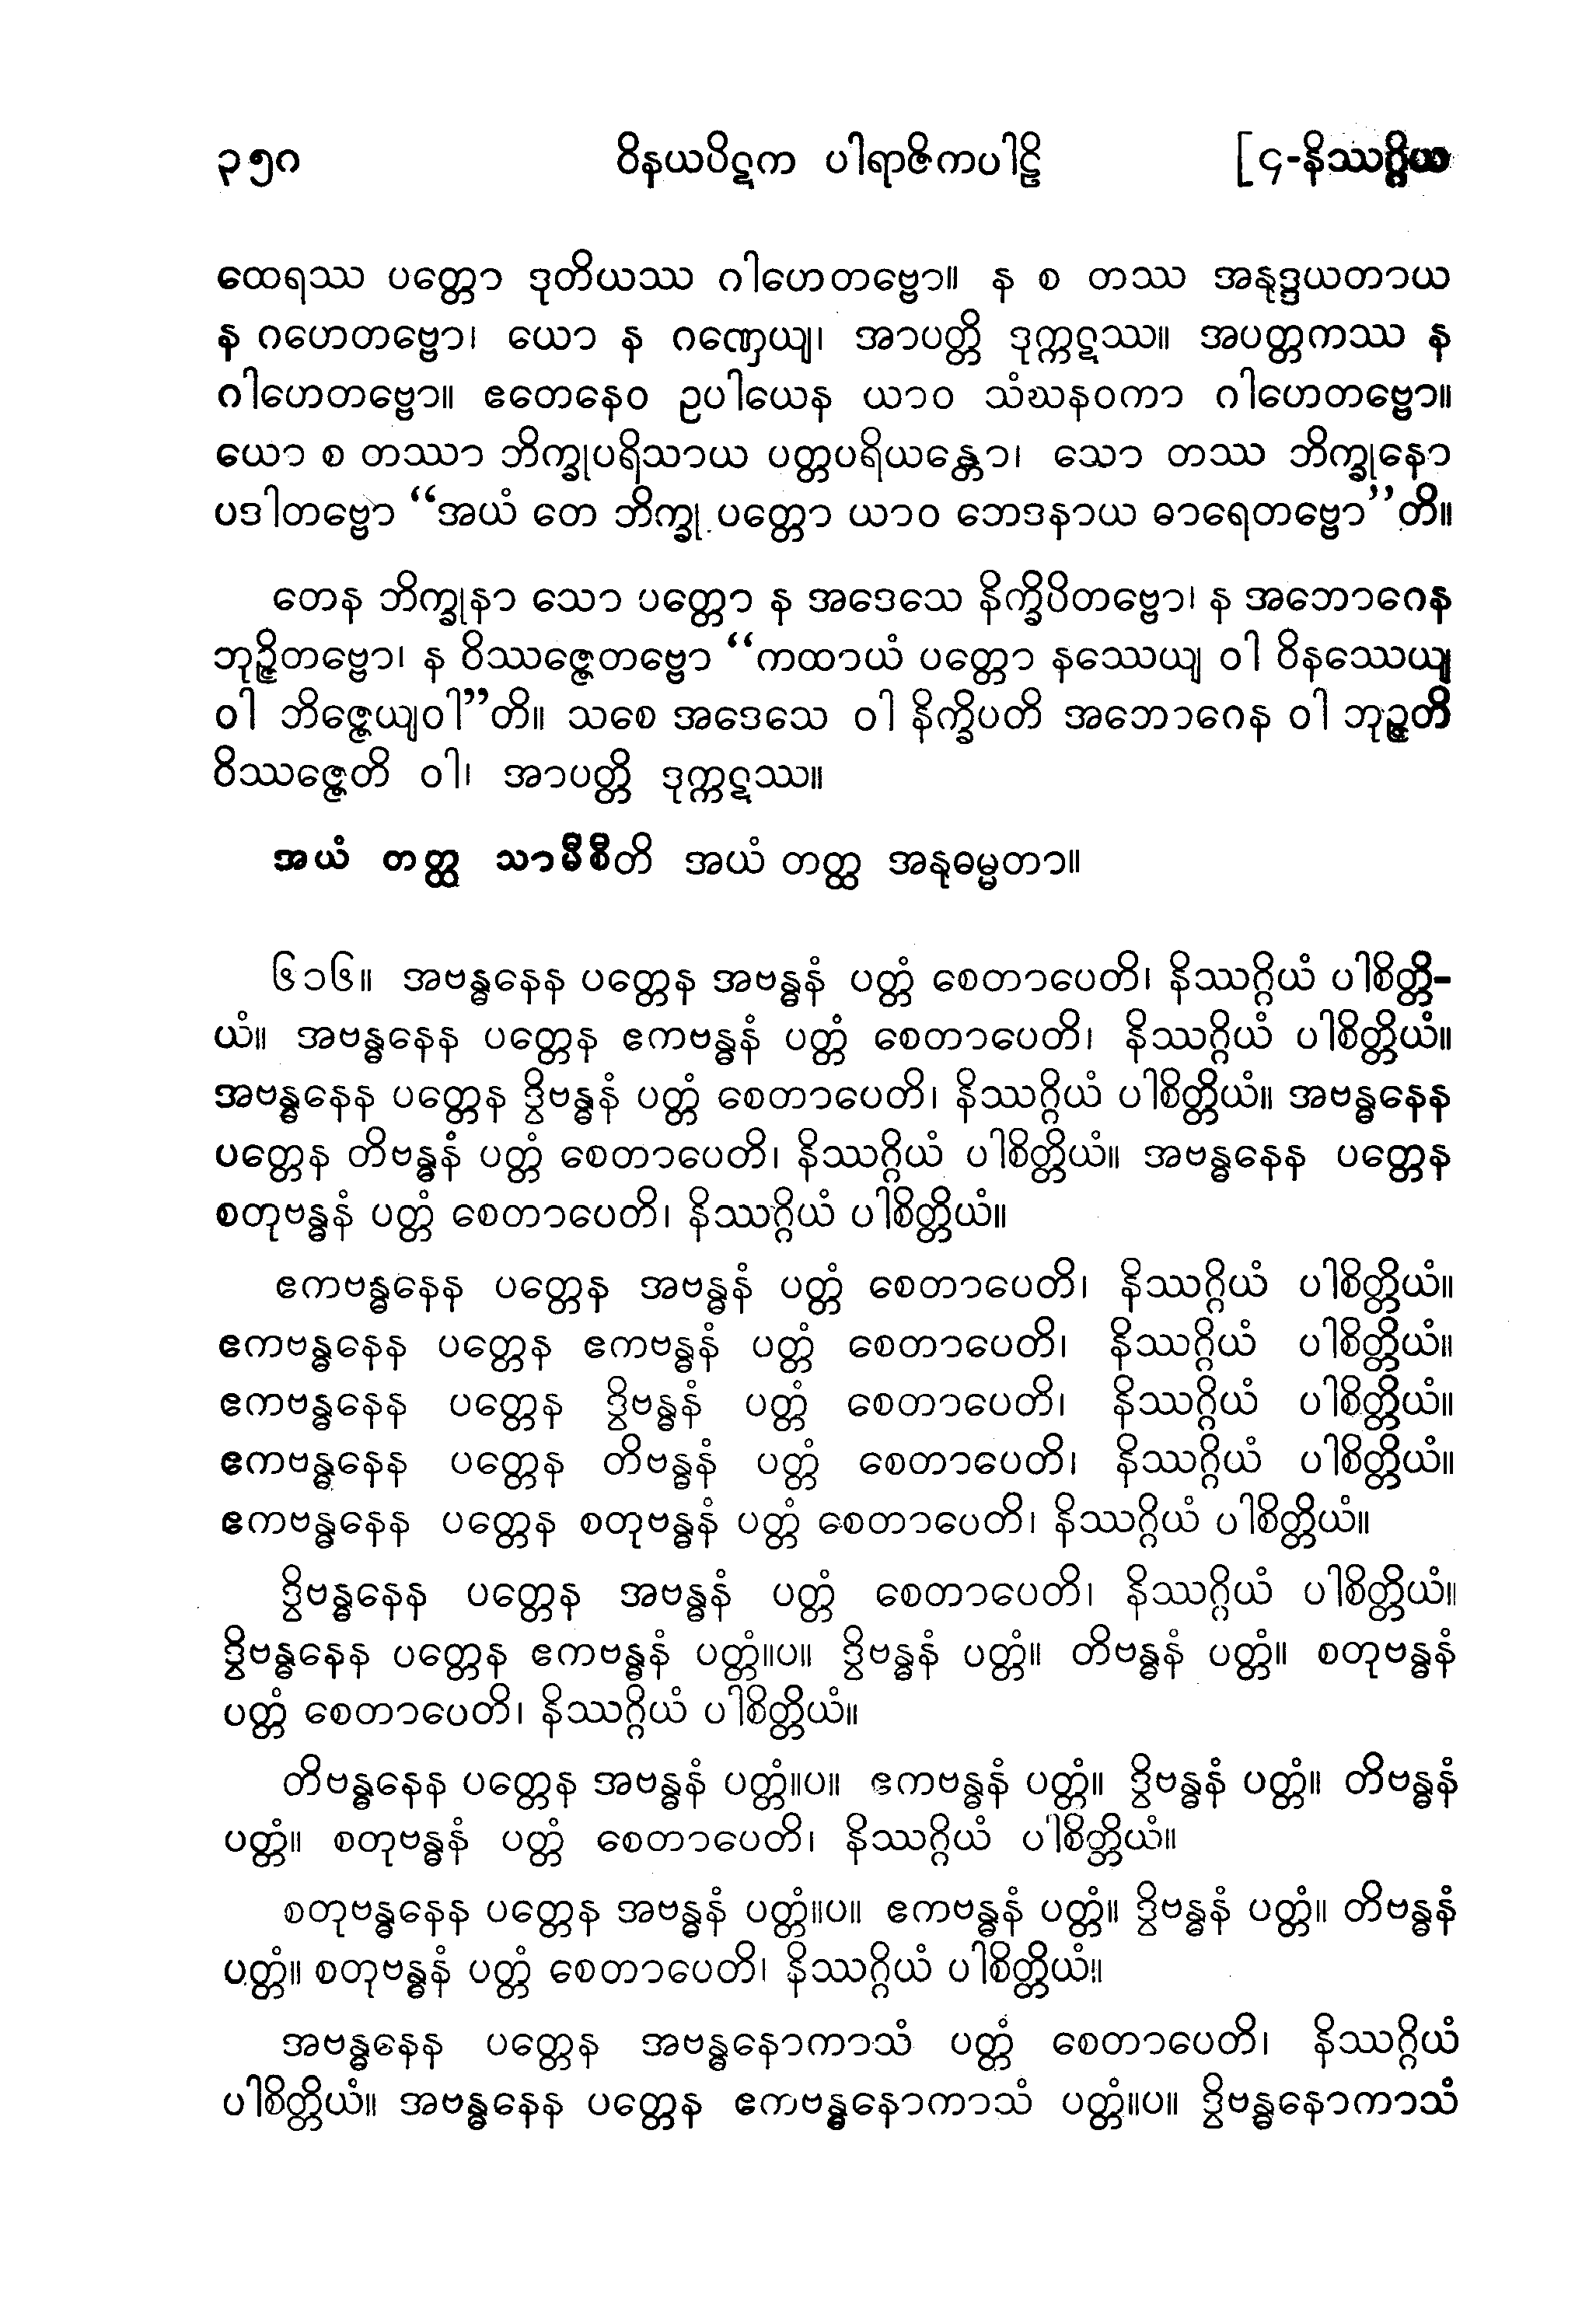 ၃၅၈ ဝိနယပိဋက ပါရာဇိကပါဠိ [၄-နိဿဂ္ဂိယ
ထေရဿ ပတ္တော ဒုတိယဿ ဂါဟေတဗ္ဗော။ န စ တဿ အနုဒ္ဒယတာယ
န ဂဟေတဗ္ဗော၊ ယော န ဂဏှေယျ၊ အာပတ္တိ ဒုက္ကဋဿ။ အပတ္တကဿ န
ဂါဟေတဗ္ဗော။ ဧတေနေဝ ဥပါယေန ယာဝ သံဃနဝကာ ဂါဟေတဗ္ဗော။
ယော စ တဿာ ဘိက္ခုပရိသာယ ပတ္တပရိယန္တော၊ သော တဿ ဘိက္ခုနော
ပဒါတဗ္ဗော “အယံ တေ ဘိက္ခု ပတ္တော ယာဝ ဘေဒနာယ ဓာရေတဗ္ဗော”တိ။
တေန ဘိက္ခုနာ သော ပတ္တော န အဒေသေ နိက္ခိပိတဗ္ဗော၊ န အဘောဂေန
ဘုဉ္ဇိတဗ္ဗော၊ န ဝိဿဇ္ဇေတဗ္ဗော “ကထာယံ ပတ္တော နဿေယျ ဝါ ဝိနဿေယျ
ဝါ ဘိဇ္ဇေယျဝါ”တိ။ သစေ အဒေသေ ဝါ နိက္ခိပတိ အဘောဂေန ဝါ ဘုဉ္ဇတိ
ဝိဿဇ္ဇေတိ ဝါ၊ အာပတ္တိ ဒုက္ကဋဿ။
အယံ တတ္ထ သာမီစီတိ အယံ တတ္ထ အနုဓမ္မတာ။
၆၁၆။ အဗန္ဓနေန ပတ္တေန အဗန္ဓနံ ပတ္တံ စေတာပေတိ၊ နိဿဂ္ဂိယံ ပါစိတ္တိ-
ယံ။ အဗန္ဓနေန ပတ္တေန ဧကဗန္ဓနံ ပတ္တံ စေတာပေတိ၊ နိဿဂ္ဂိယံ ပါစိတ္တိယံ။
အဗန္ဓနေန ပတ္တေန ဒွိဗန္ဓနံ ပတ္တံ စေတာပေတိ၊ နိဿဂ္ဂိယံ ပါစိတ္တိယံ။ အဗန္ဓနေန
ပတ္တေန တိဗန္ဓနံ ပတ္တံ စေတာပေတိ၊ နိဿဂ္ဂိယံ ပါစိတ္တိယံ။ အဗန္ဓနေန ပတ္တေန
စတုဗန္ဓနံ ပတ္တံ စေတာပေတိ၊ နိဿဂ္ဂိယံ ပါစိတ္တိယံ။
ဧကဗန္ဓနေန ပတ္တေန အဗန္ဓနံ ပတ္တံ စေတာပေတိ၊ နိဿဂ္ဂိယံ ပါစိတ္တိယံ။
ဧကဗန္ဓနေန ပတ္တေန ဧကဗန္ဓနံ ပတ္တံ စေတာပေတိ၊ နိဿဂ္ဂိယံ ပါစိတ္တိယံ။
ဧကဗန္ဓနေန ပတ္တေန ဒွိဗန္ဓနံ ပတ္တံ စေတာပေတိ၊ နိဿဂ္ဂိယံ ပါစိတ္တိယံ။
ဧကဗန္ဓနေန ပတ္တေန တိဗန္ဓနံ ပတ္တံ စေတာပေတိ၊ နိဿဂ္ဂိယံ ပါစိတ္တိယံ။
ဧကဗန္ဓနေန ပတ္တေန စတုဗန္ဓနံ ပတ္တံ စေတာပေတိ၊ နိဿဂ္ဂိယံ ပါစိတ္တိယံ။
ဒွိဗန္ဓနေန ပတ္တေန အဗန္ဓနံ ပတ္တံ စေတာပေတိ၊ နိဿဂ္ဂိယံ ပါစိတ္တိယံ။
ဒွိဗန္ဓနေန ပတ္တေန ဧကဗန္ဓနံ ပတ္တံ။ပ။ ဒွိဗန္ဓနံ ပတ္တံ။ တိဗန္ဓနံ ပတ္တံ။ စတုဗန္ဓနံ
ပတ္တံ စေတာပေတိ၊ နိဿဂ္ဂိယံ ပါစိတ္တိယံ။
တိဗန္ဓနေန ပတ္တေန အဗန္ဓနံ ပတ္တံ။ပ။ ဧကဗန္ဓနံ ပတ္တံ။ ဒွိဗန္ဓနံ ပတ္တံ။ တိဗန္ဓနံ
ပတ္တံ။ စတုဗန္ဓနံ ပတ္တံ စေတာပေတိ၊ နိဿဂ္ဂိယံ ပါစိတ္တိယံ။
စတုဗန္ဓနေန ပတ္တေန အဗန္ဓနံ ပတ္တံ။ပ။ ဧကဗန္ဓနံ ပတ္တံ။ ဒွိဗန္ဓနံ ပတ္တံ။ တိဗန္ဓနံ
ပတ္တံ။ စတုဗန္ဓနံ ပတ္တံ စေတာပေတိ၊ နိဿဂ္ဂိယံ ပါစိတ္တိယံ။
အဗန္ဓနေန ပတ္တေန အဗန္ဓနောကာသံ ပတ္တံ စေတာပေတိ၊ နိဿဂ္ဂိယံ
ပါစိတ္တိယံ။ အဗန္ဓနေန ပတ္တေန ဧကဗန္ဓနောကာသံ ပတ္တံ။ပ။ ဒွိဗန္ဓနောကာသံ